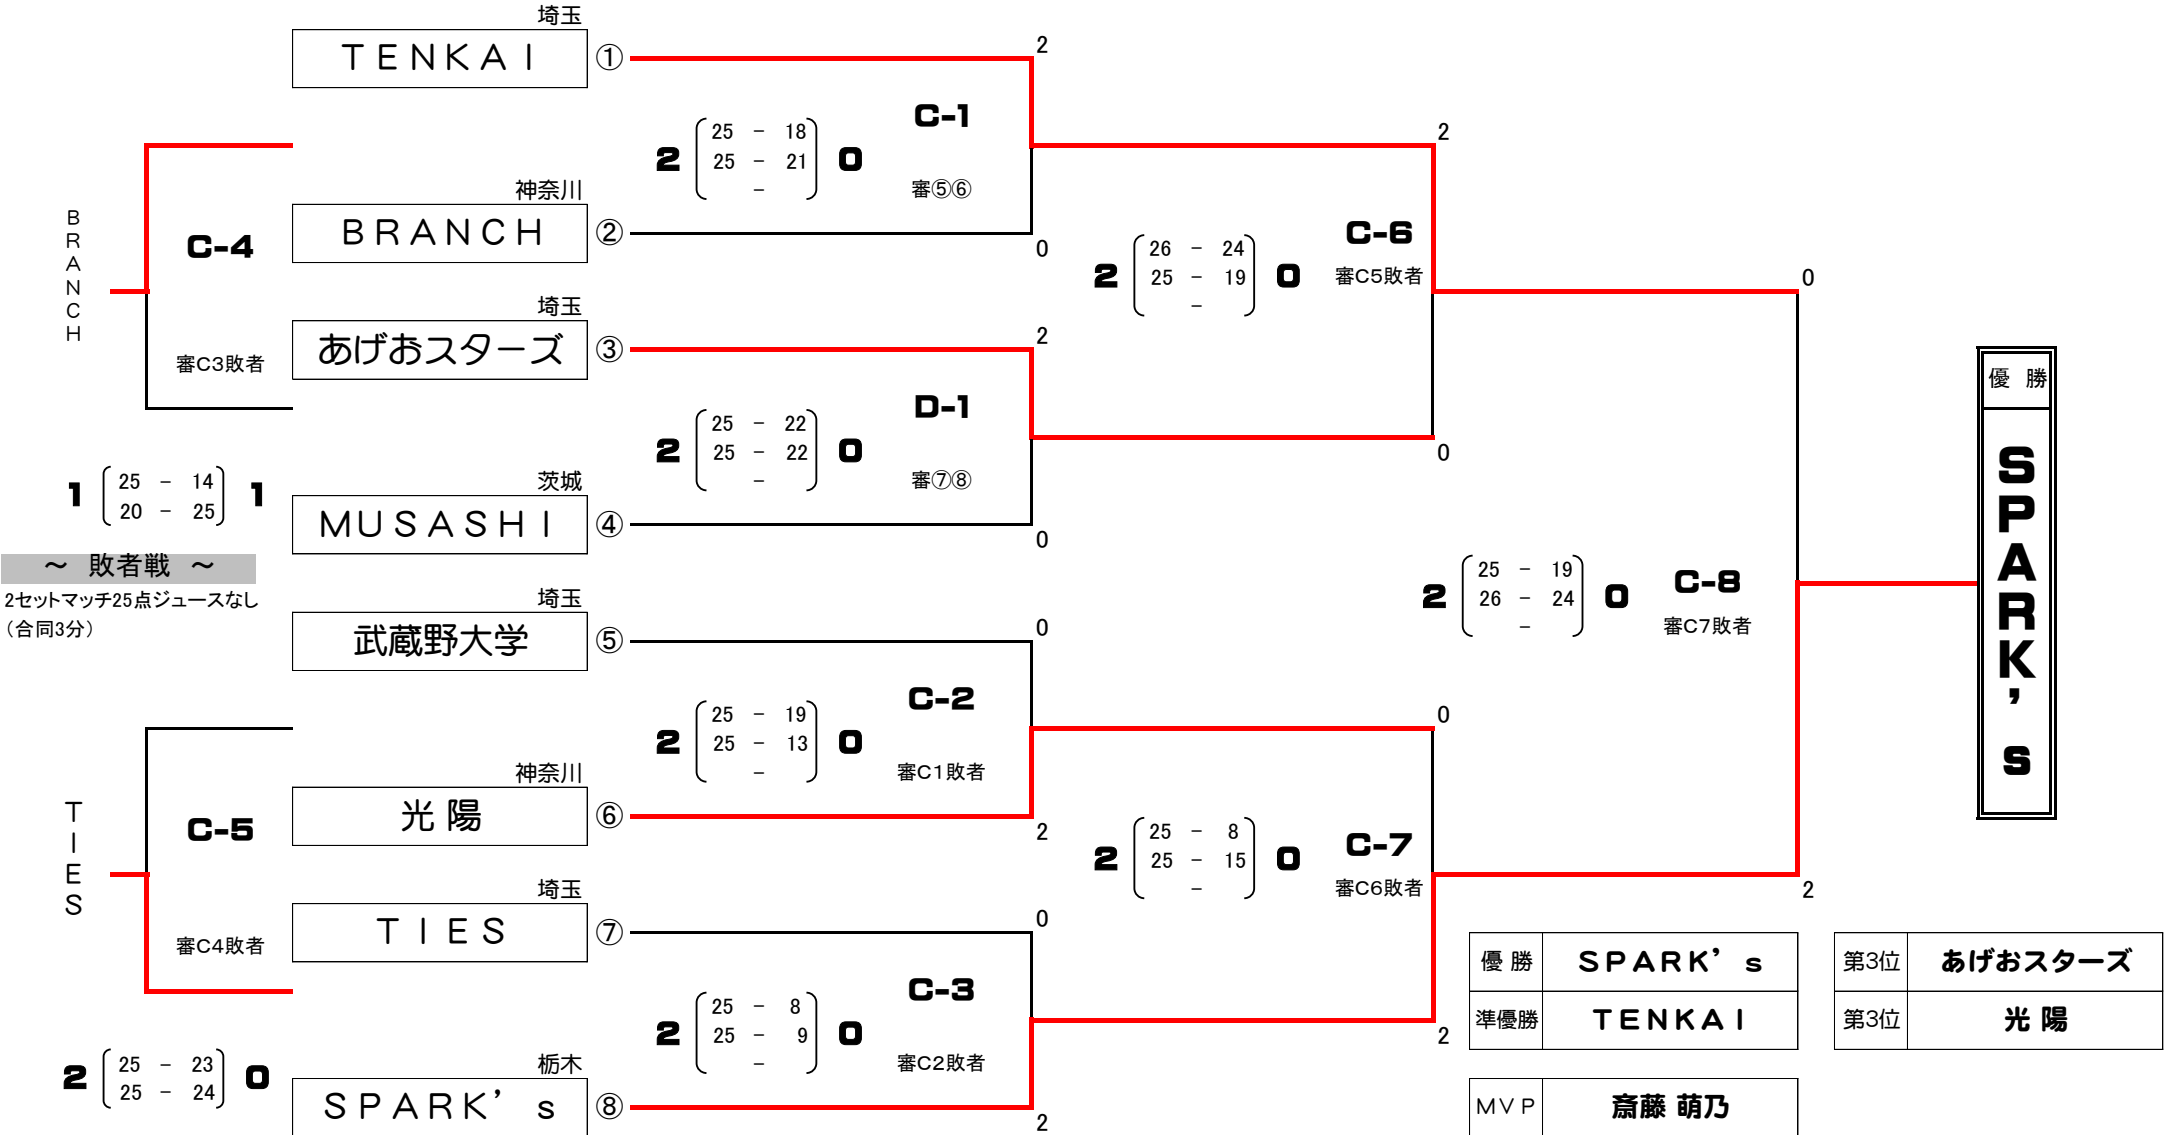 埼玉
ＴＥＮＫＡＩ ①
2
C-1
2 25 - 18 0
25 - 21
-
審⑤⑥
神奈川
ＢＲＡＮＣＨ ②
0
埼玉
あげおスターズ ③
2
D-1
2 25 - 22 0
25 - 22
-
審⑦⑧
茨城
ＭＵＳＡＳＨＩ ④
0
埼玉
武蔵野大学 ⑤
0
C-2
2 25 - 19 0
25 - 13
-
審C1敗者
神奈川
光 陽 ⑥
2
埼玉
ＴＩＥＳ ⑦
0
C-3
2 25 - 8 0
25 - 9
-
審C2敗者
栃木
ＳＰＡＲＫ’ｓ ⑧
2
ＢＲＡＮＣＨ
C-4
審C3敗者
1 25 - 14 1
20 - 25
～ 敗者戦 ～
2セットマッチ25点ジュースなし
（合同3分）
ＴＩＥＳ
C-5
審C4敗者
2 25 - 23 0
25 - 24
2
C-6
2 26 - 24 0
25 - 19
-
審C5敗者
0
0
C-7
2 25 - 8 0
25 - 15
-
審C6敗者
2
0
C-8
2 25 - 19 0
26 - 24
-
審C7敗者
2
優 勝
ＳＰＡＲＫ’ｓ
優 勝 ＳＰＡＲＫ’ｓ
準優勝 ＴＥＮＫＡＩ
第3位 あげおスターズ
第3位 光 陽
ＭＶＰ 斎藤 萌乃